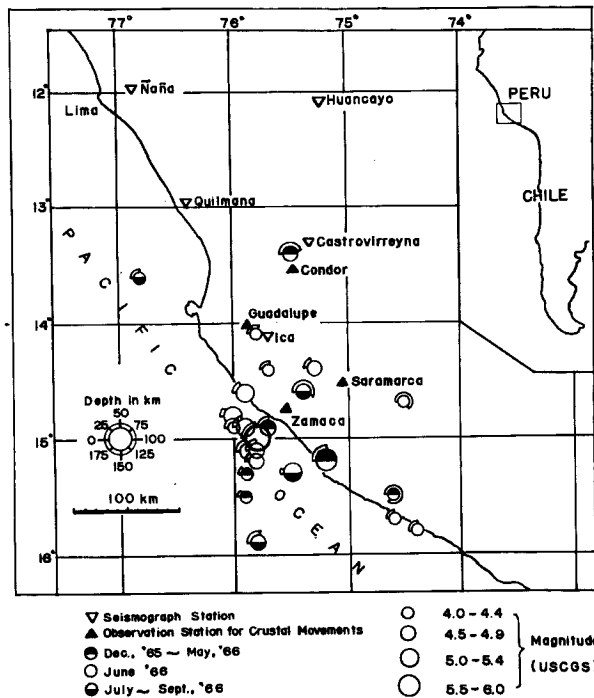 77° 76° 75° 74°
12°
Ñaña
Lima
Huancayo
PERU
CHILE
13°
Quilmana
Castrovirreyna
Condor
PACIFIC
14°
Guadalupe
Ica
Saramarca
Zamaca
Depth in km
50
25 75
0 100
175 125
150
15°
100 km
OCEAN
16°
Seismograph Station
Observation Station for Crustal Movements
Dec., '65 ~ May, '66
June '66
July ~ Sept., '66
4.0 - 4.4
4.5 - 4.9
5.0 - 5.4
5.5 - 6.0
Magnitude
(USCGS)